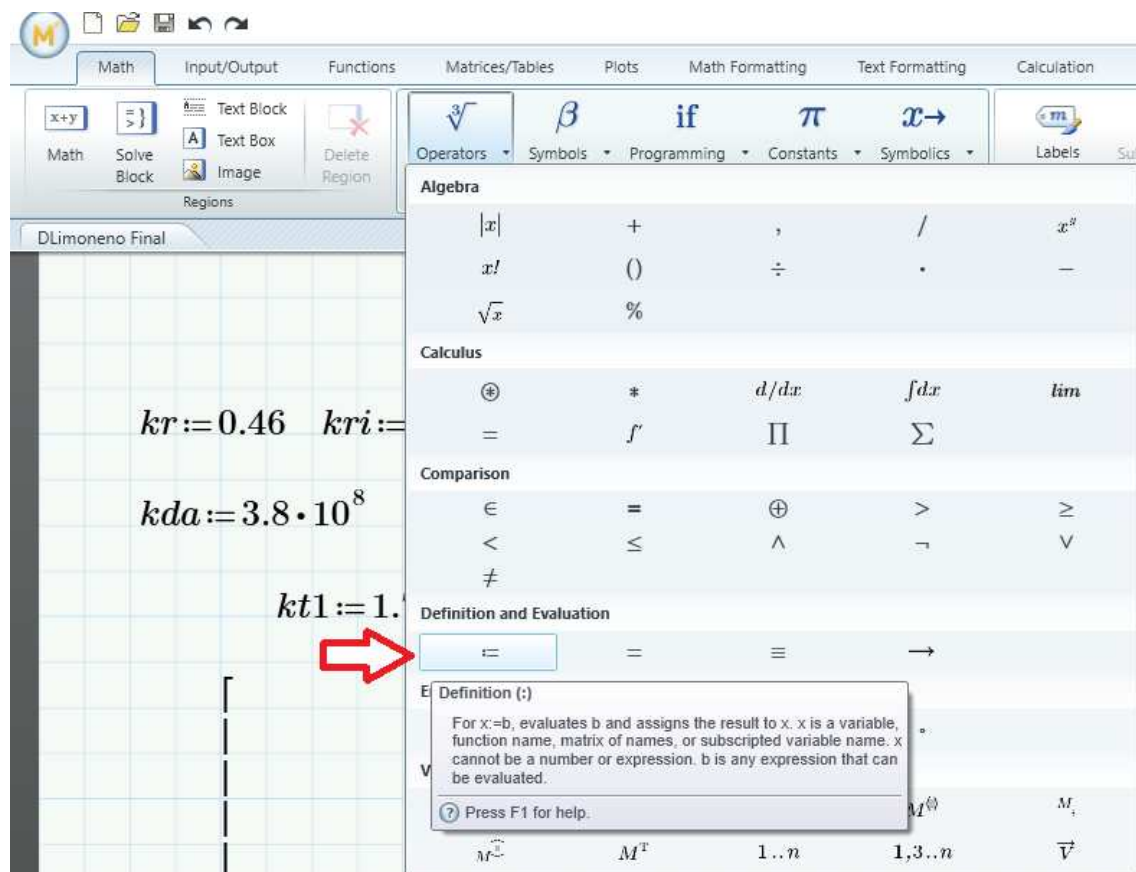 Math Input/Output Functions Matrices/Tables Plots Math Formatting Text Formatting Calculation
x+y Text Block ∛ β if π x→ m
Math Solve Block Text Box Delete Region Operators Symbols Programming Constants Symbolics Labels
Image
Regions
DLimoneno Final
Algebra
|x| + , / xʸ
x! () ÷ · −
√x %
Calculus
⊛ * d/dx ∫dx lim
= ∫′ Π Σ
Comparison
∈ = ⊕ > ≥
< ≤ ∧ ¬ ∨
≠
Definition and Evaluation
:= = ≡ →
kr:=0.46 kri:=
kda:=3.8·10⁸
kt1:=1.
E
Definition (:)
For x:=b, evaluates b and assigns the result to x. x is a variable,
function name, matrix of names, or subscripted variable name. x
cannot be a number or expression. b is any expression that can
be evaluated.
? Press F1 for help.
V
Mᵀ 1..n 1,3..n V⃗